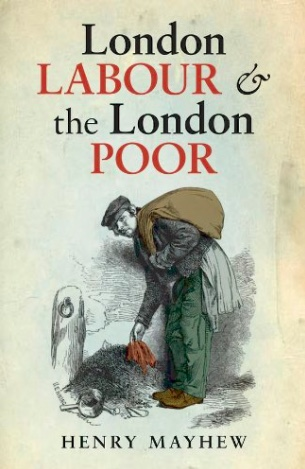 London
LABOUR &
the London
POOR
HENRY MAYHEW